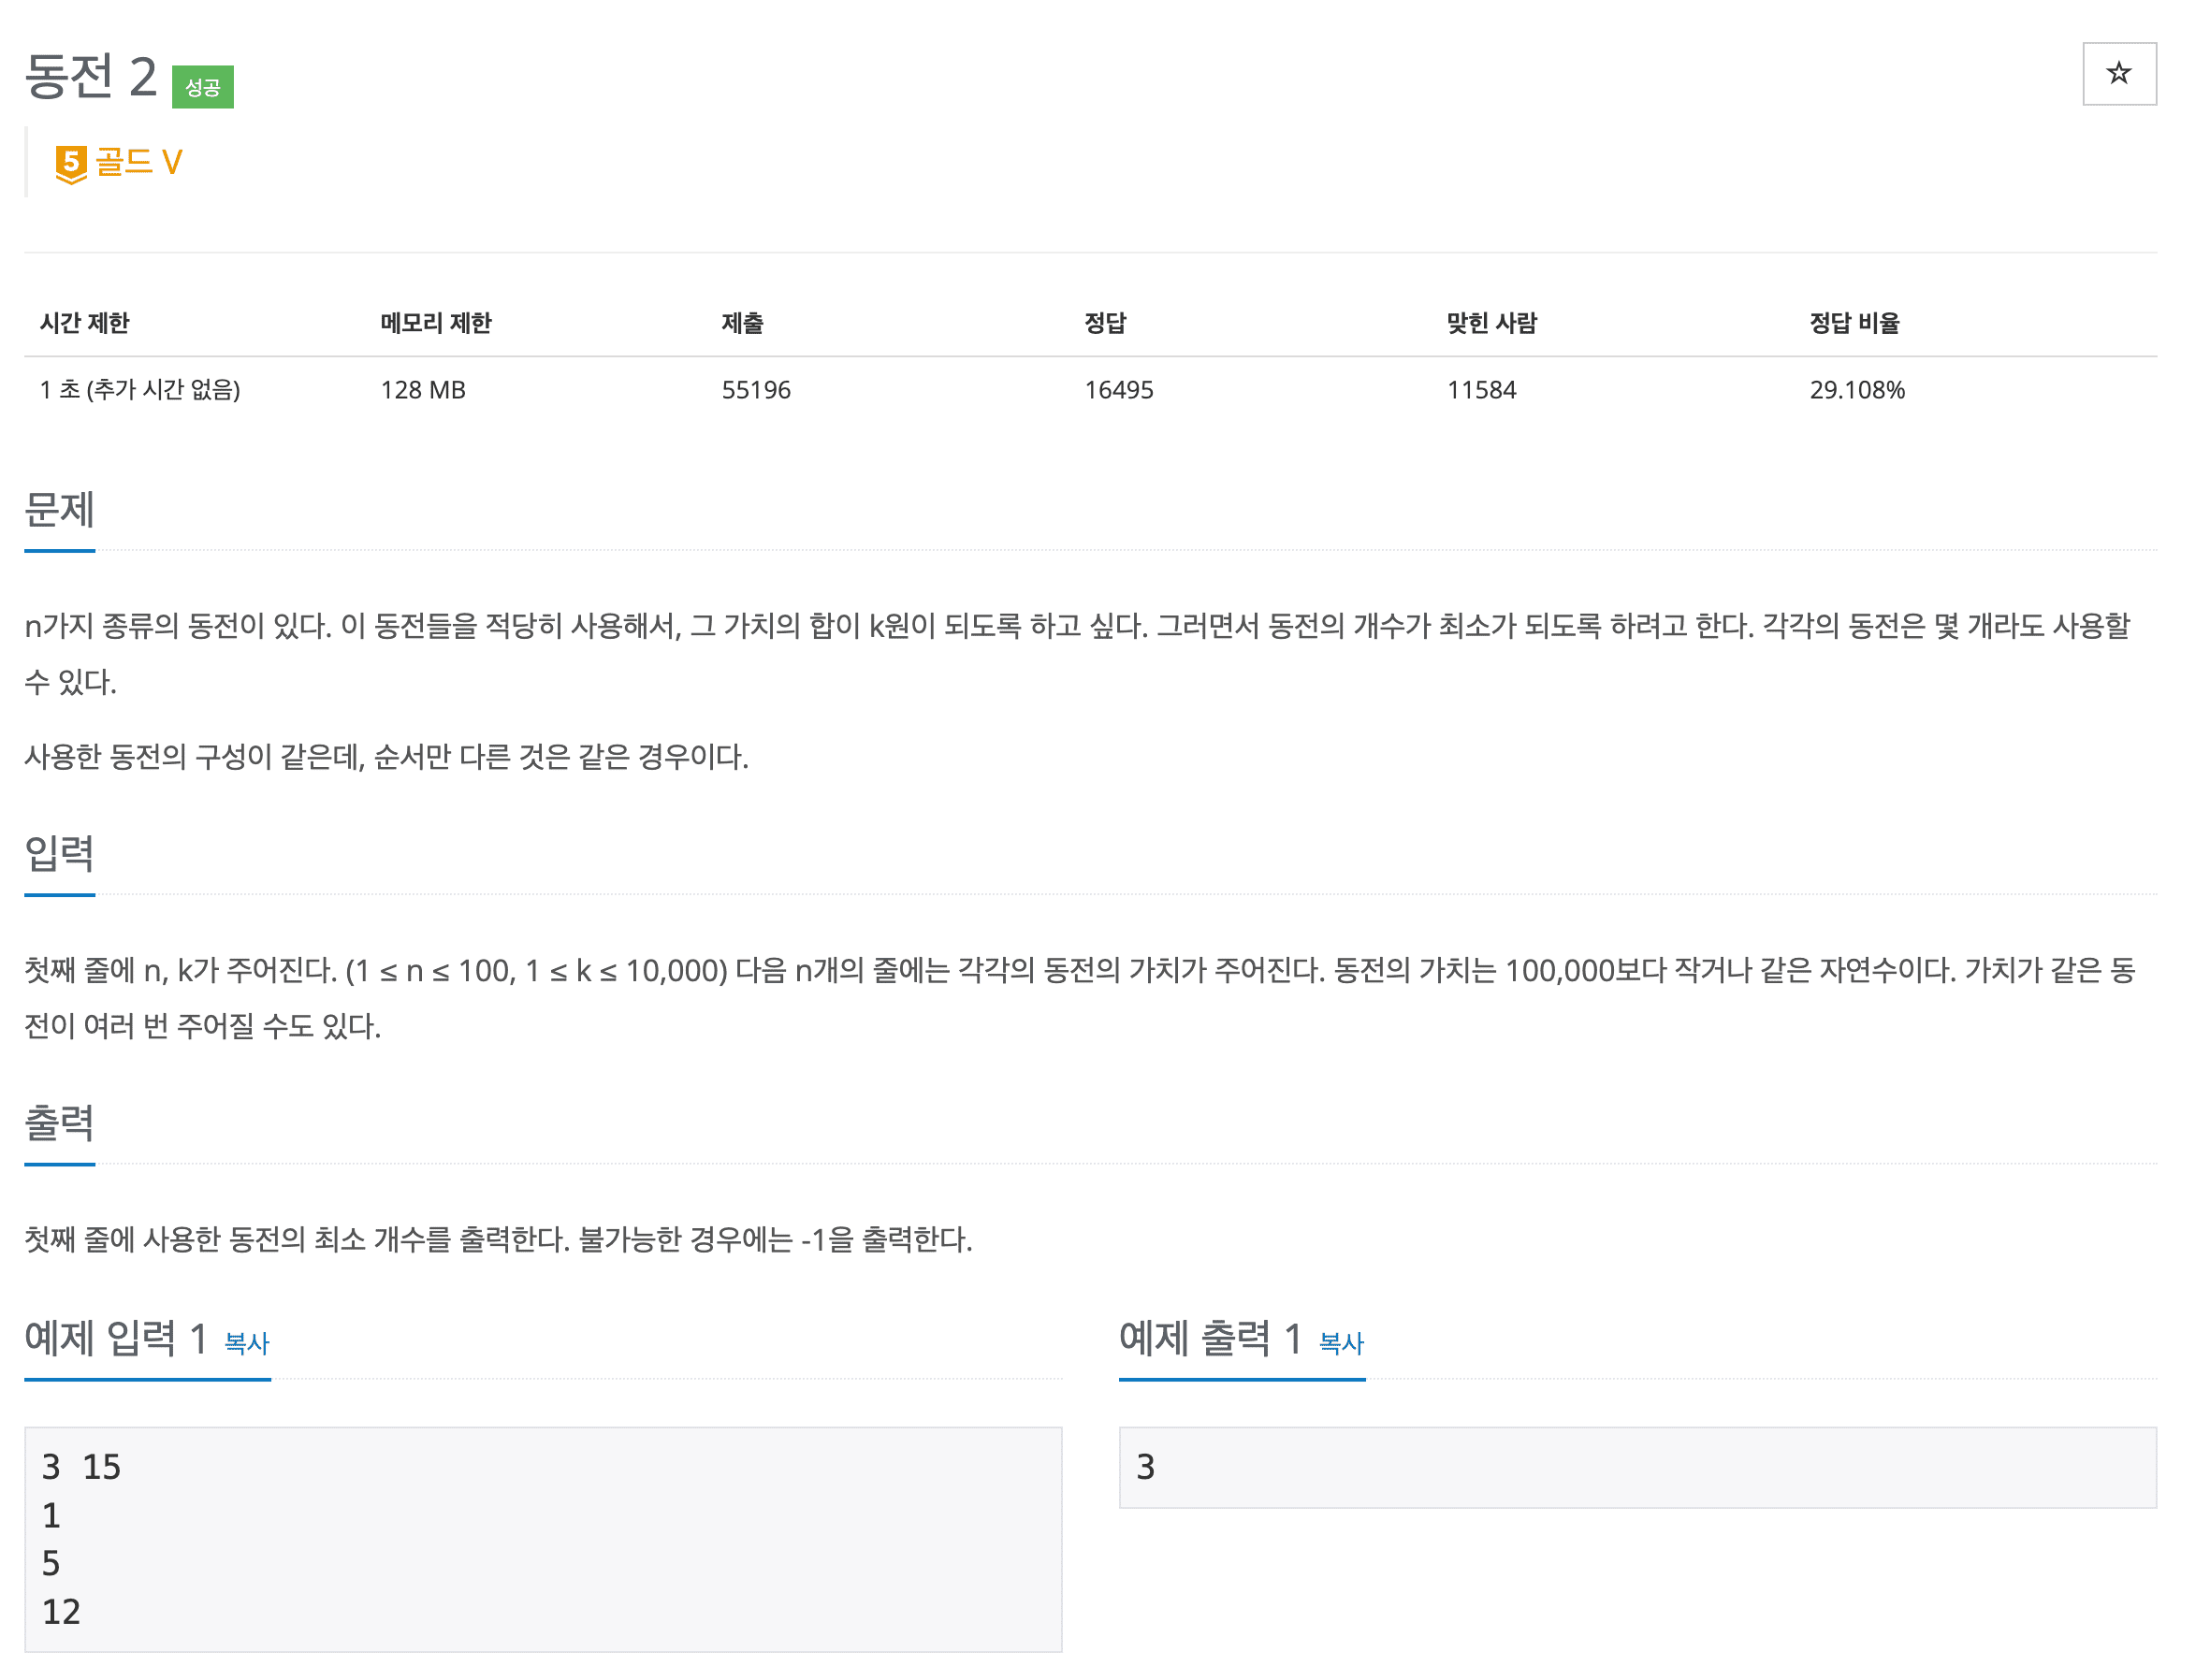 동전 2 성공
5 골드 V
시간 제한 메모리 제한 제출 정답 맞힌 사람 정답 비율
1 초 (추가 시간 없음) 128 MB 55196 16495 11584 29.108%
문제
n가지 종류의 동전이 있다. 이 동전들을 적당히 사용해서, 그 가치의 합이 k원이 되도록 하고 싶다. 그러면서 동전의 개수가 최소가 되도록 하려고 한다. 각각의 동전은 몇 개라도 사용할
수 있다.
사용한 동전의 구성이 같은데, 순서만 다른 것은 같은 경우이다.
입력
첫째 줄에 n, k가 주어진다. (1 ≤ n ≤ 100, 1 ≤ k ≤ 10,000) 다음 n개의 줄에는 각각의 동전의 가치가 주어진다. 동전의 가치는 100,000보다 작거나 같은 자연수이다. 가치가 같은 동
전이 여러 번 주어질 수도 있다.
출력
첫째 줄에 사용한 동전의 최소 개수를 출력한다. 불가능한 경우에는 -1을 출력한다.
예제 입력 1 복사
3 15
1
5
12
예제 출력 1 복사
3